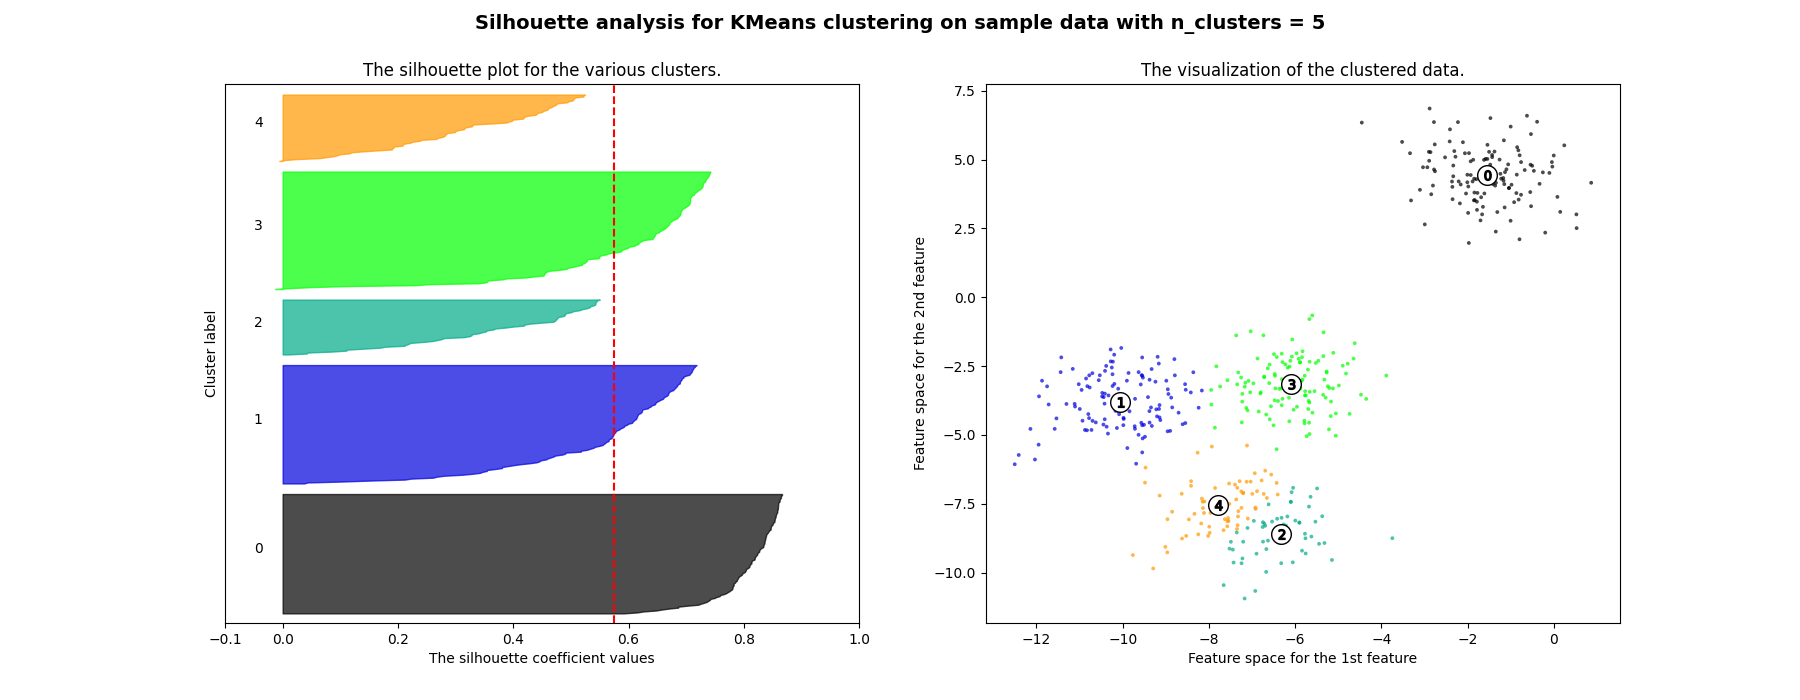 Silhouette analysis for KMeans clustering on sample data with n_clusters = 5
The silhouette plot for the various clusters.
4
3
2
1
0
Cluster label
−0.1 0.0 0.2 0.4 0.6 0.8 1.0
The silhouette coefficient values
The visualization of the clustered data.
7.5
5.0
2.5
0.0
−2.5
−5.0
−7.5
−10.0
Feature space for the 2nd feature
0
3
1
4
2
−12 −10 −8 −6 −4 −2 0
Feature space for the 1st feature